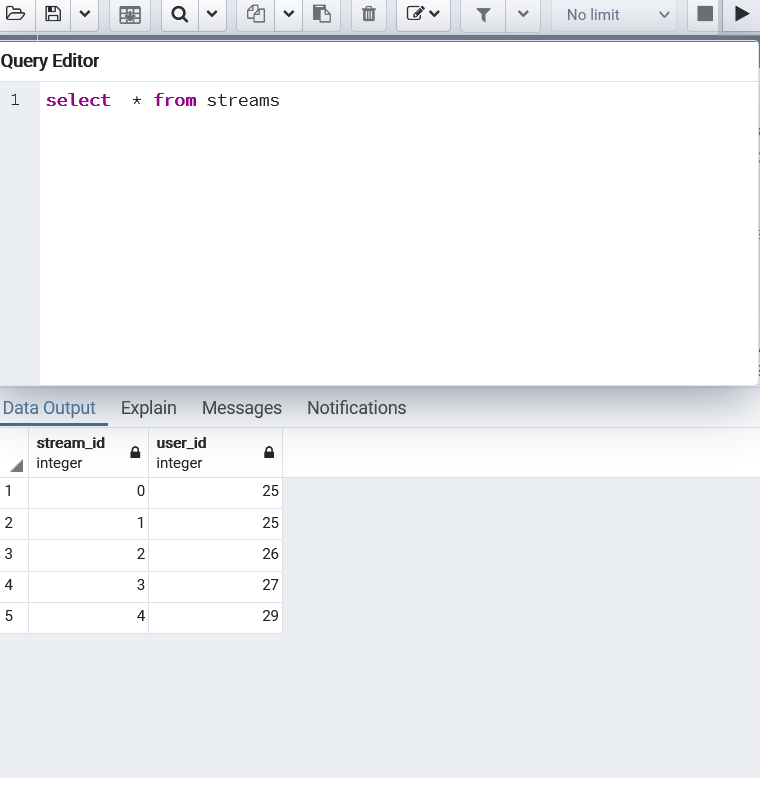 No limit
Query Editor
1 select * from streams
Data Output Explain Messages Notifications
stream_id user_id
integer integer
1 0 25
2 1 25
3 2 26
4 3 27
5 4 29